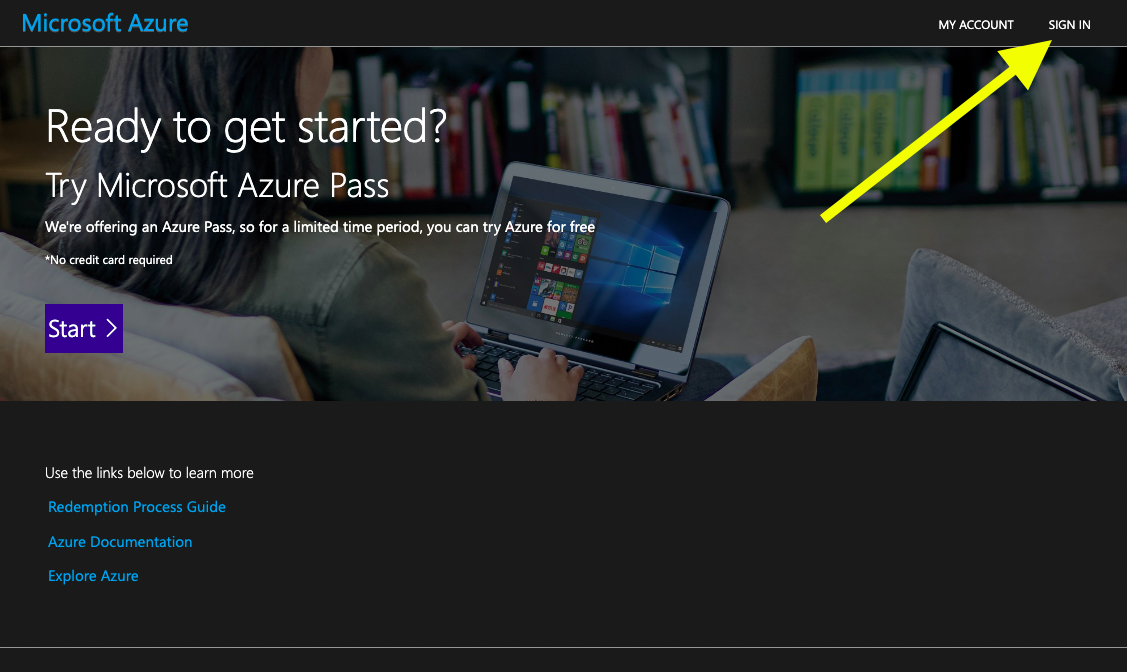 Microsoft Azure
MY ACCOUNT
SIGN IN
Ready to get started?
Try Microsoft Azure Pass
We're offering an Azure Pass, so for a limited time period, you can try Azure for free
*No credit card required
Start
Use the links below to learn more
Redemption Process Guide
Azure Documentation
Explore Azure